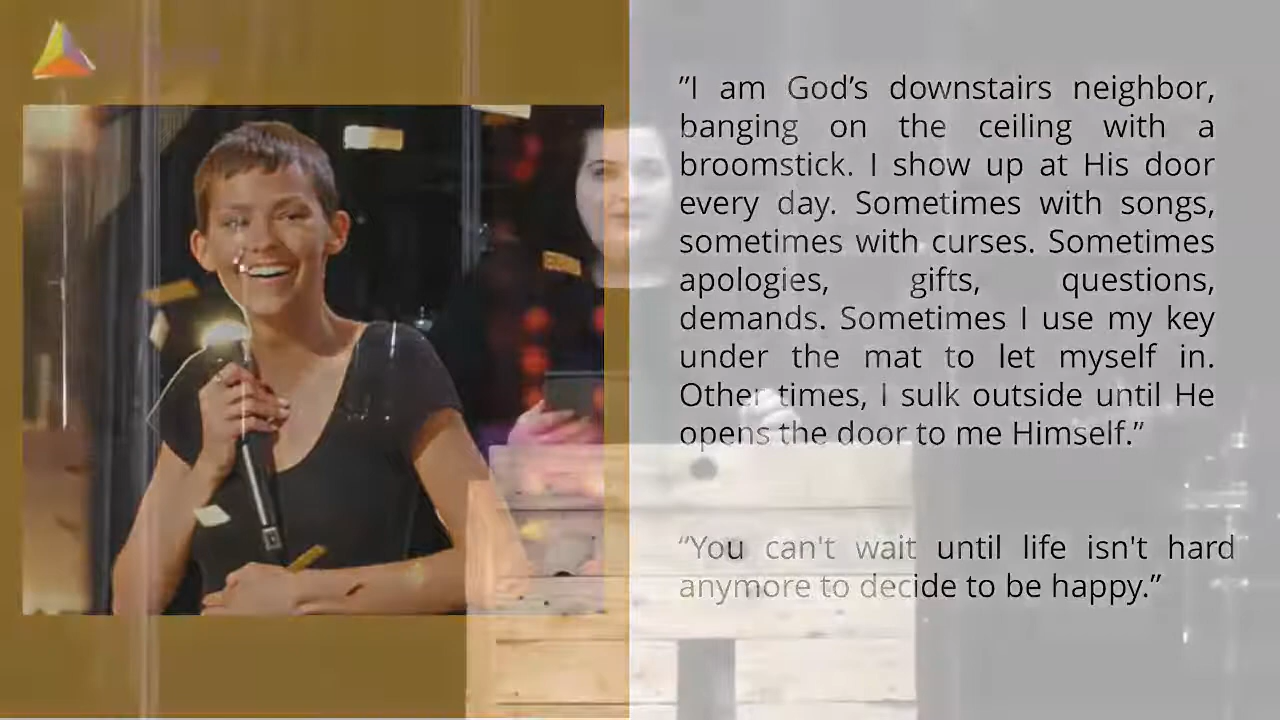 ”I am God’s downstairs neighbor,
banging on the ceiling with a
broomstick. I show up at His door
every day. Sometimes with songs,
sometimes with curses. Sometimes
apologies, gifts, questions,
demands. Sometimes I use my key
under the mat to let myself in.
Other times, I sulk outside until He
opens the door to me Himself.”
“You can't wait until life isn't hard
anymore to decide to be happy.”